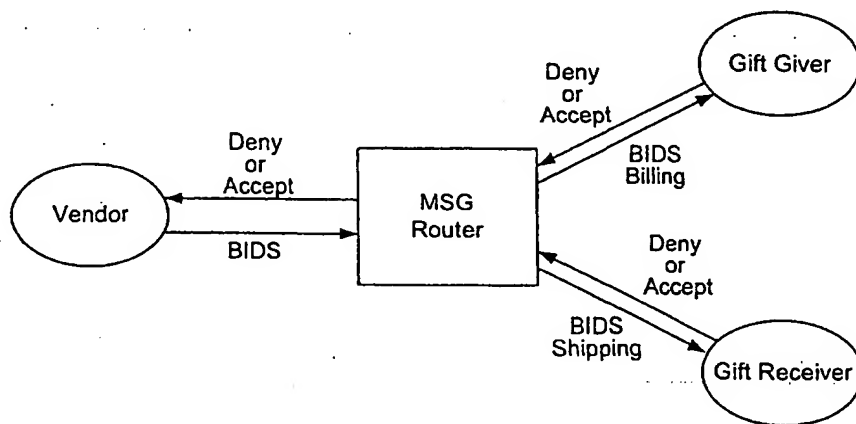 Gift Giver
Deny
or
Accept
BIDS
Billing
Deny
or
Accept
MSG
Router
Vendor
BIDS
Deny
or
Accept
BIDS
Shipping
Gift Receiver